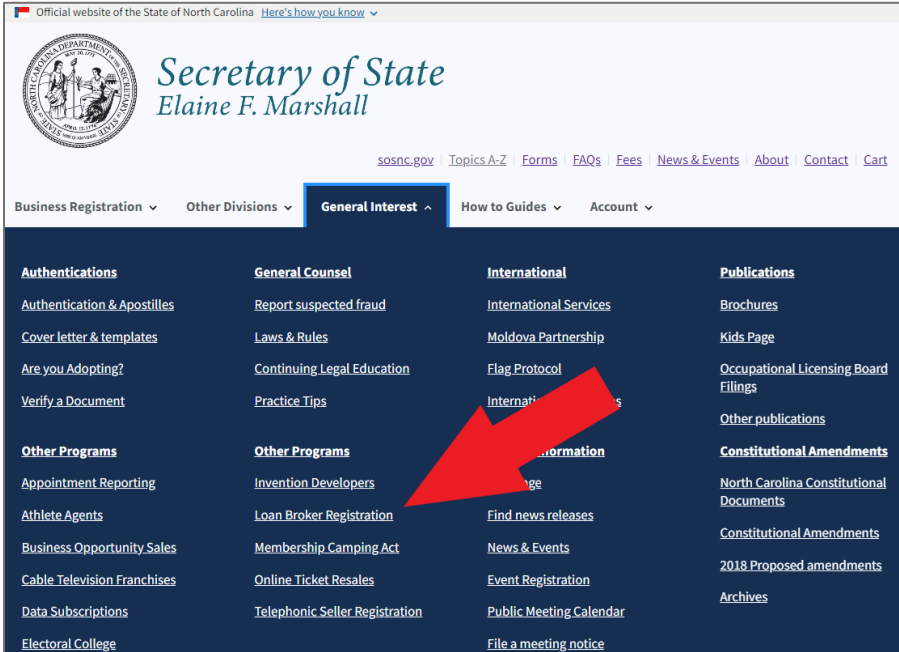 Official website of the State of North Carolina Here's how you know
Secretary of State
Elaine F. Marshall
sosnc.gov Topics A-Z Forms FAQs Fees News & Events About Contact Cart
Business Registration Other Divisions General Interest How to Guides Account
Authentications
Authentication & Apostilles
Cover letter & templates
Are you Adopting?
Verify a Document
General Counsel
Report suspected fraud
Laws & Rules
Continuing Legal Education
Practice Tips
International
International Services
Moldova Partnership
Flag Protocol
Publications
Brochures
Kids Page
Occupational Licensing Board
Filings
Other publications
Other Programs
Appointment Reporting
Athlete Agents
Business Opportunity Sales
Cable Television Franchises
Data Subscriptions
Electoral College
Other Programs
Invention Developers
Loan Broker Registration
Membership Camping Act
Online Ticket Resales
Telephonic Seller Registration
Find news releases
News & Events
Event Registration
Public Meeting Calendar
File a meeting notice
Constitutional Amendments
North Carolina Constitutional
Documents
Constitutional Amendments
2018 Proposed amendments
Archives